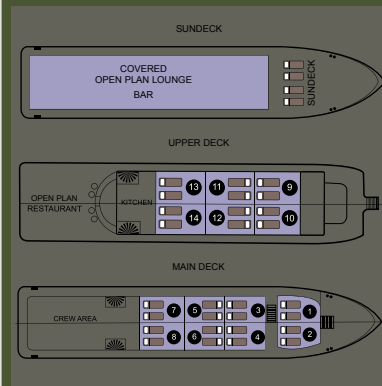 SUNDECK
COVERED
OPEN PLAN LOUNGE
BAR
SUNDECK
UPPER DECK
OPEN PLAN
RESTAURANT
KITCHEN
13 11 9
14 12 10
MAIN DECK
CREW AREA
7 5 3 1
8 6 4 2